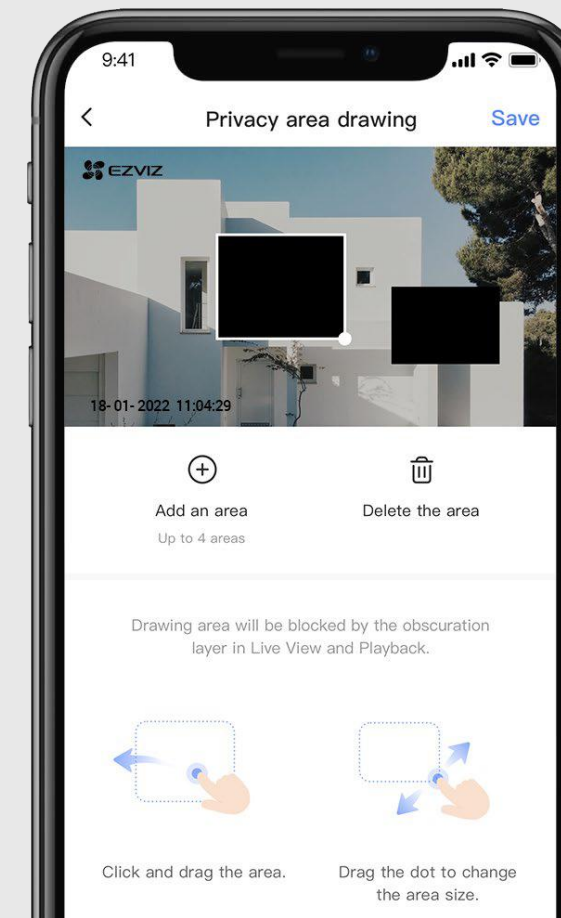 9:41
Privacy area drawing
Save
EZVIZ
18-01-2022 11:04:29
Add an area
Delete the area
Up to 4 areas
Drawing area will be blocked by the obscuration
layer in Live View and Playback.
Click and drag the area.
Drag the dot to change
the area size.